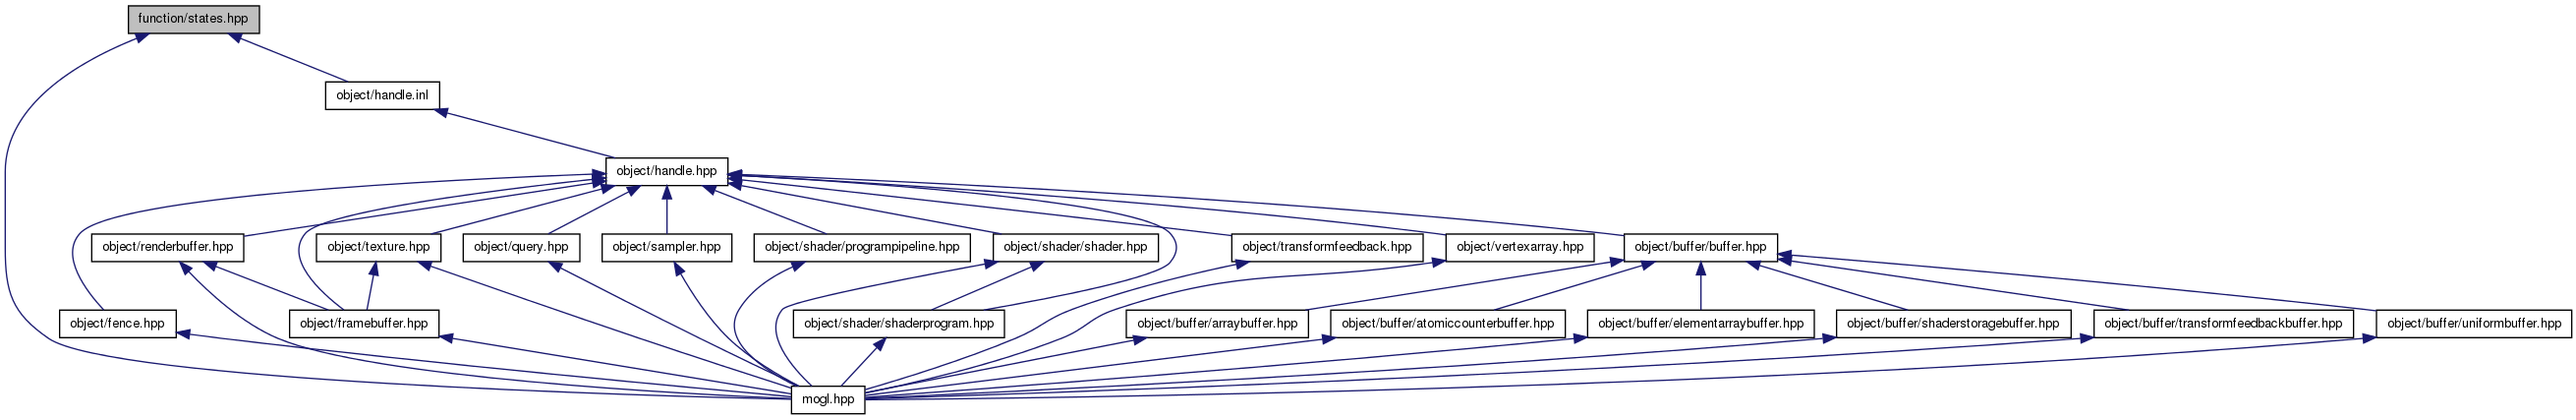 function/states.hpp
object/handle.inl
object/handle.hpp
object/renderbuffer.hpp
object/texture.hpp
object/query.hpp
object/sampler.hpp
object/shader/programpipeline.hpp
object/shader/shader.hpp
object/transformfeedback.hpp
object/vertexarray.hpp
object/buffer/buffer.hpp
object/fence.hpp
object/framebuffer.hpp
object/shader/shaderprogram.hpp
object/buffer/arraybuffer.hpp
object/buffer/atomiccounterbuffer.hpp
object/buffer/elementarraybuffer.hpp
object/buffer/shaderstoragebuffer.hpp
object/buffer/transformfeedbackbuffer.hpp
object/buffer/uniformbuffer.hpp
mogl.hpp